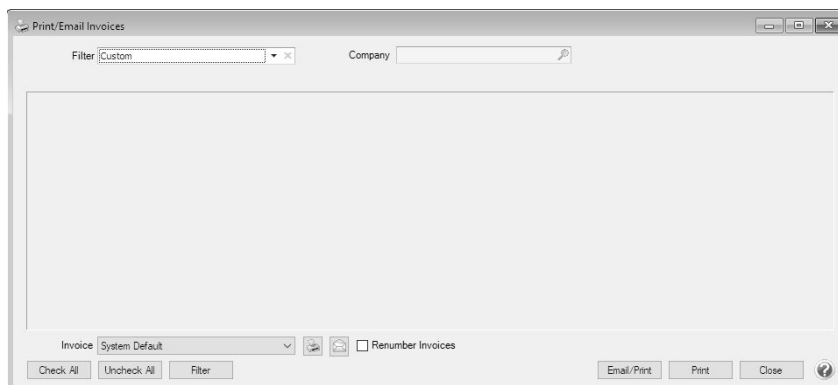 Print/Email Invoices
Filter Custom Company
Invoice System Default Renumber Invoices
Check All Uncheck All Filter Email/Print Print Close ?